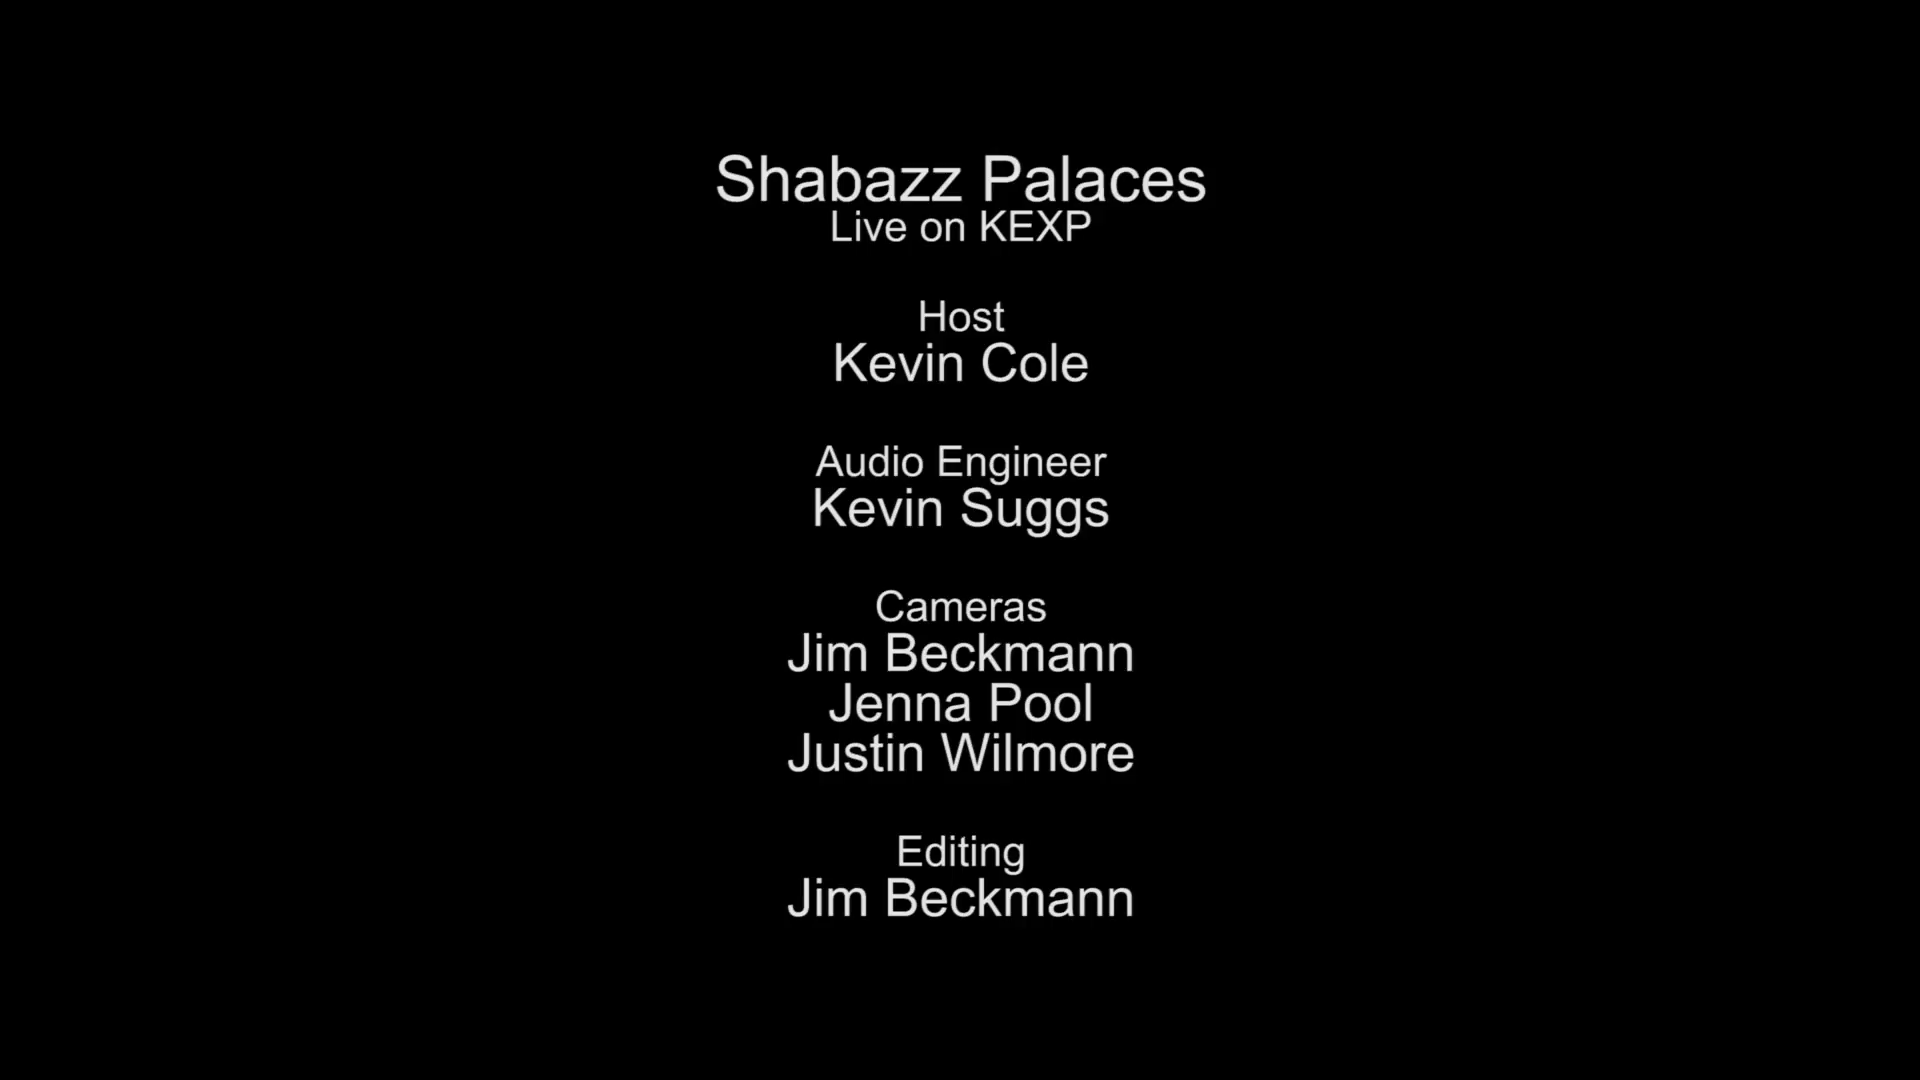 Shabazz Palaces
Live on KEXP
Host
Kevin Cole
Audio Engineer
Kevin Suggs
Cameras
Jim Beckmann
Jenna Pool
Justin Wilmore
Editing
Jim Beckmann